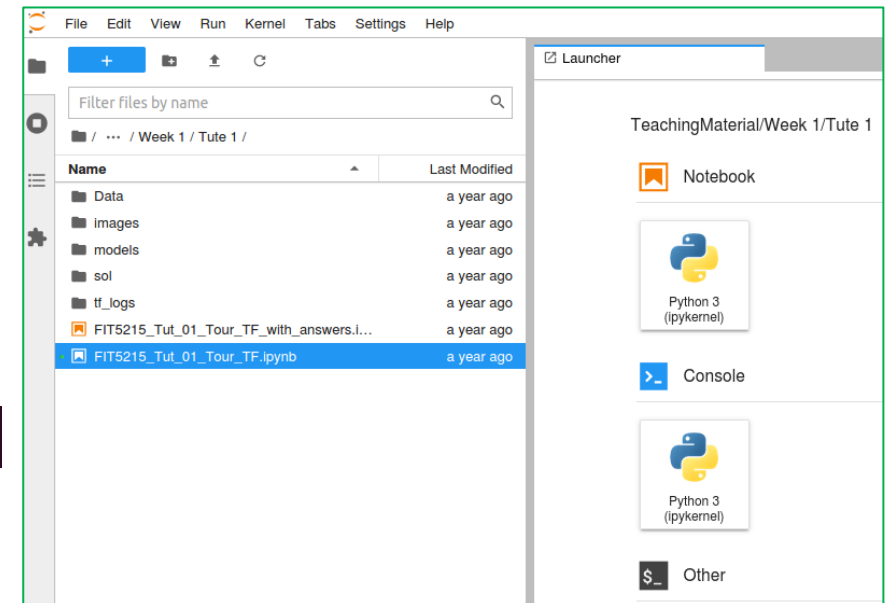 File Edit View Run Kernel Tabs Settings Help
+
Filter files by name
/ ··· / Week 1 / Tute 1 /
Name Last Modified
Data a year ago
images a year ago
models a year ago
sol a year ago
tf_logs a year ago
FIT5215_Tut_01_Tour_TF_with_answers.i... a year ago
FIT5215_Tut_01_Tour_TF.ipynb a year ago
Launcher
TeachingMaterial/Week 1/Tute 1
Notebook
Python 3
(ipykernel)
>_ Console
Python 3
(ipykernel)
$_ Other